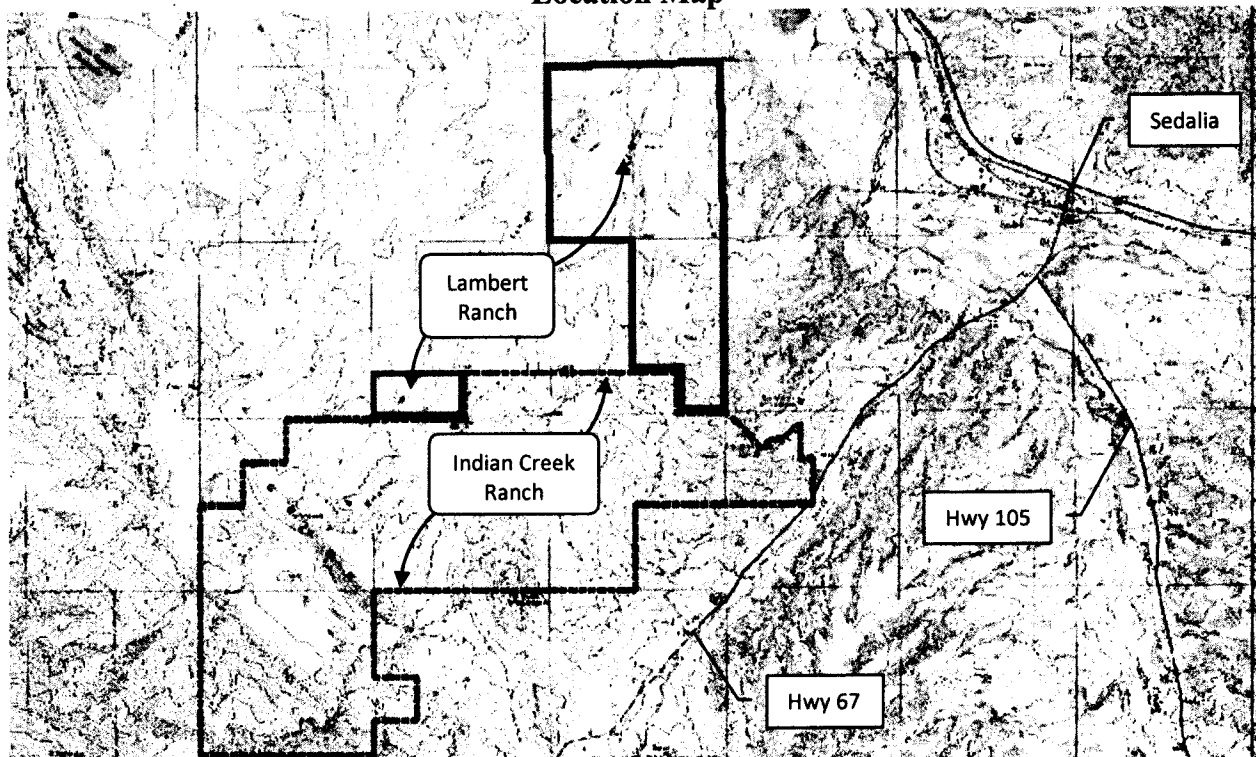 Location Map
Sedalia
Lambert
Ranch
Indian Creek
Ranch
Hwy 105
Hwy 67